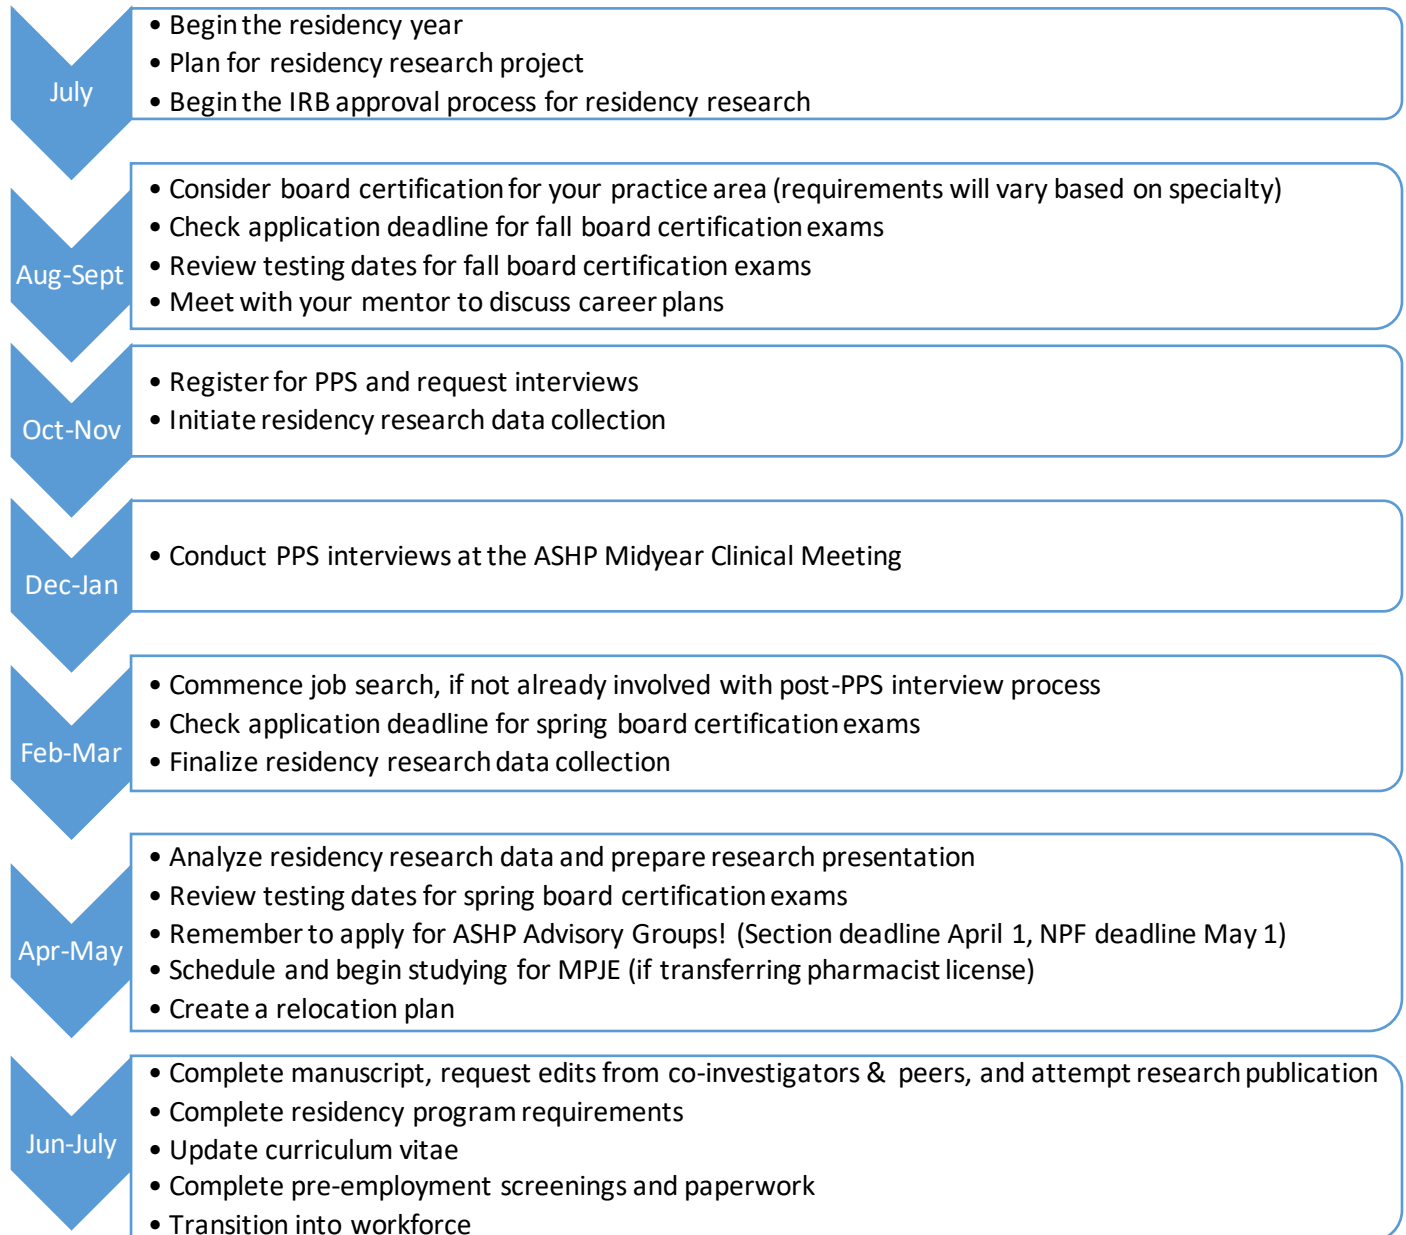 July
• Begin the residency year
• Plan for residency research project
• Begin the IRB approval process for residency research
Aug-Sept
• Consider board certification for your practice area (requirements will vary based on specialty)
• Check application deadline for fall board certification exams
• Review testing dates for fall board certification exams
• Meet with your mentor to discuss career plans
Oct-Nov
• Register for PPS and request interviews
• Initiate residency research data collection
Dec-Jan
• Conduct PPS interviews at the ASHP Midyear Clinical Meeting
Feb-Mar
• Commence job search, if not already involved with post-PPS interview process
• Check application deadline for spring board certification exams
• Finalize residency research data collection
Apr-May
• Analyze residency research data and prepare research presentation
• Review testing dates for spring board certification exams
• Remember to apply for ASHP Advisory Groups! (Section deadline April 1, NPF deadline May 1)
• Schedule and begin studying for MPJE (if transferring pharmacist license)
• Create a relocation plan
Jun-July
• Complete manuscript, request edits from co-investigators & peers, and attempt research publication
• Complete residency program requirements
• Update curriculum vitae
• Complete pre-employment screenings and paperwork
• Transition into workforce